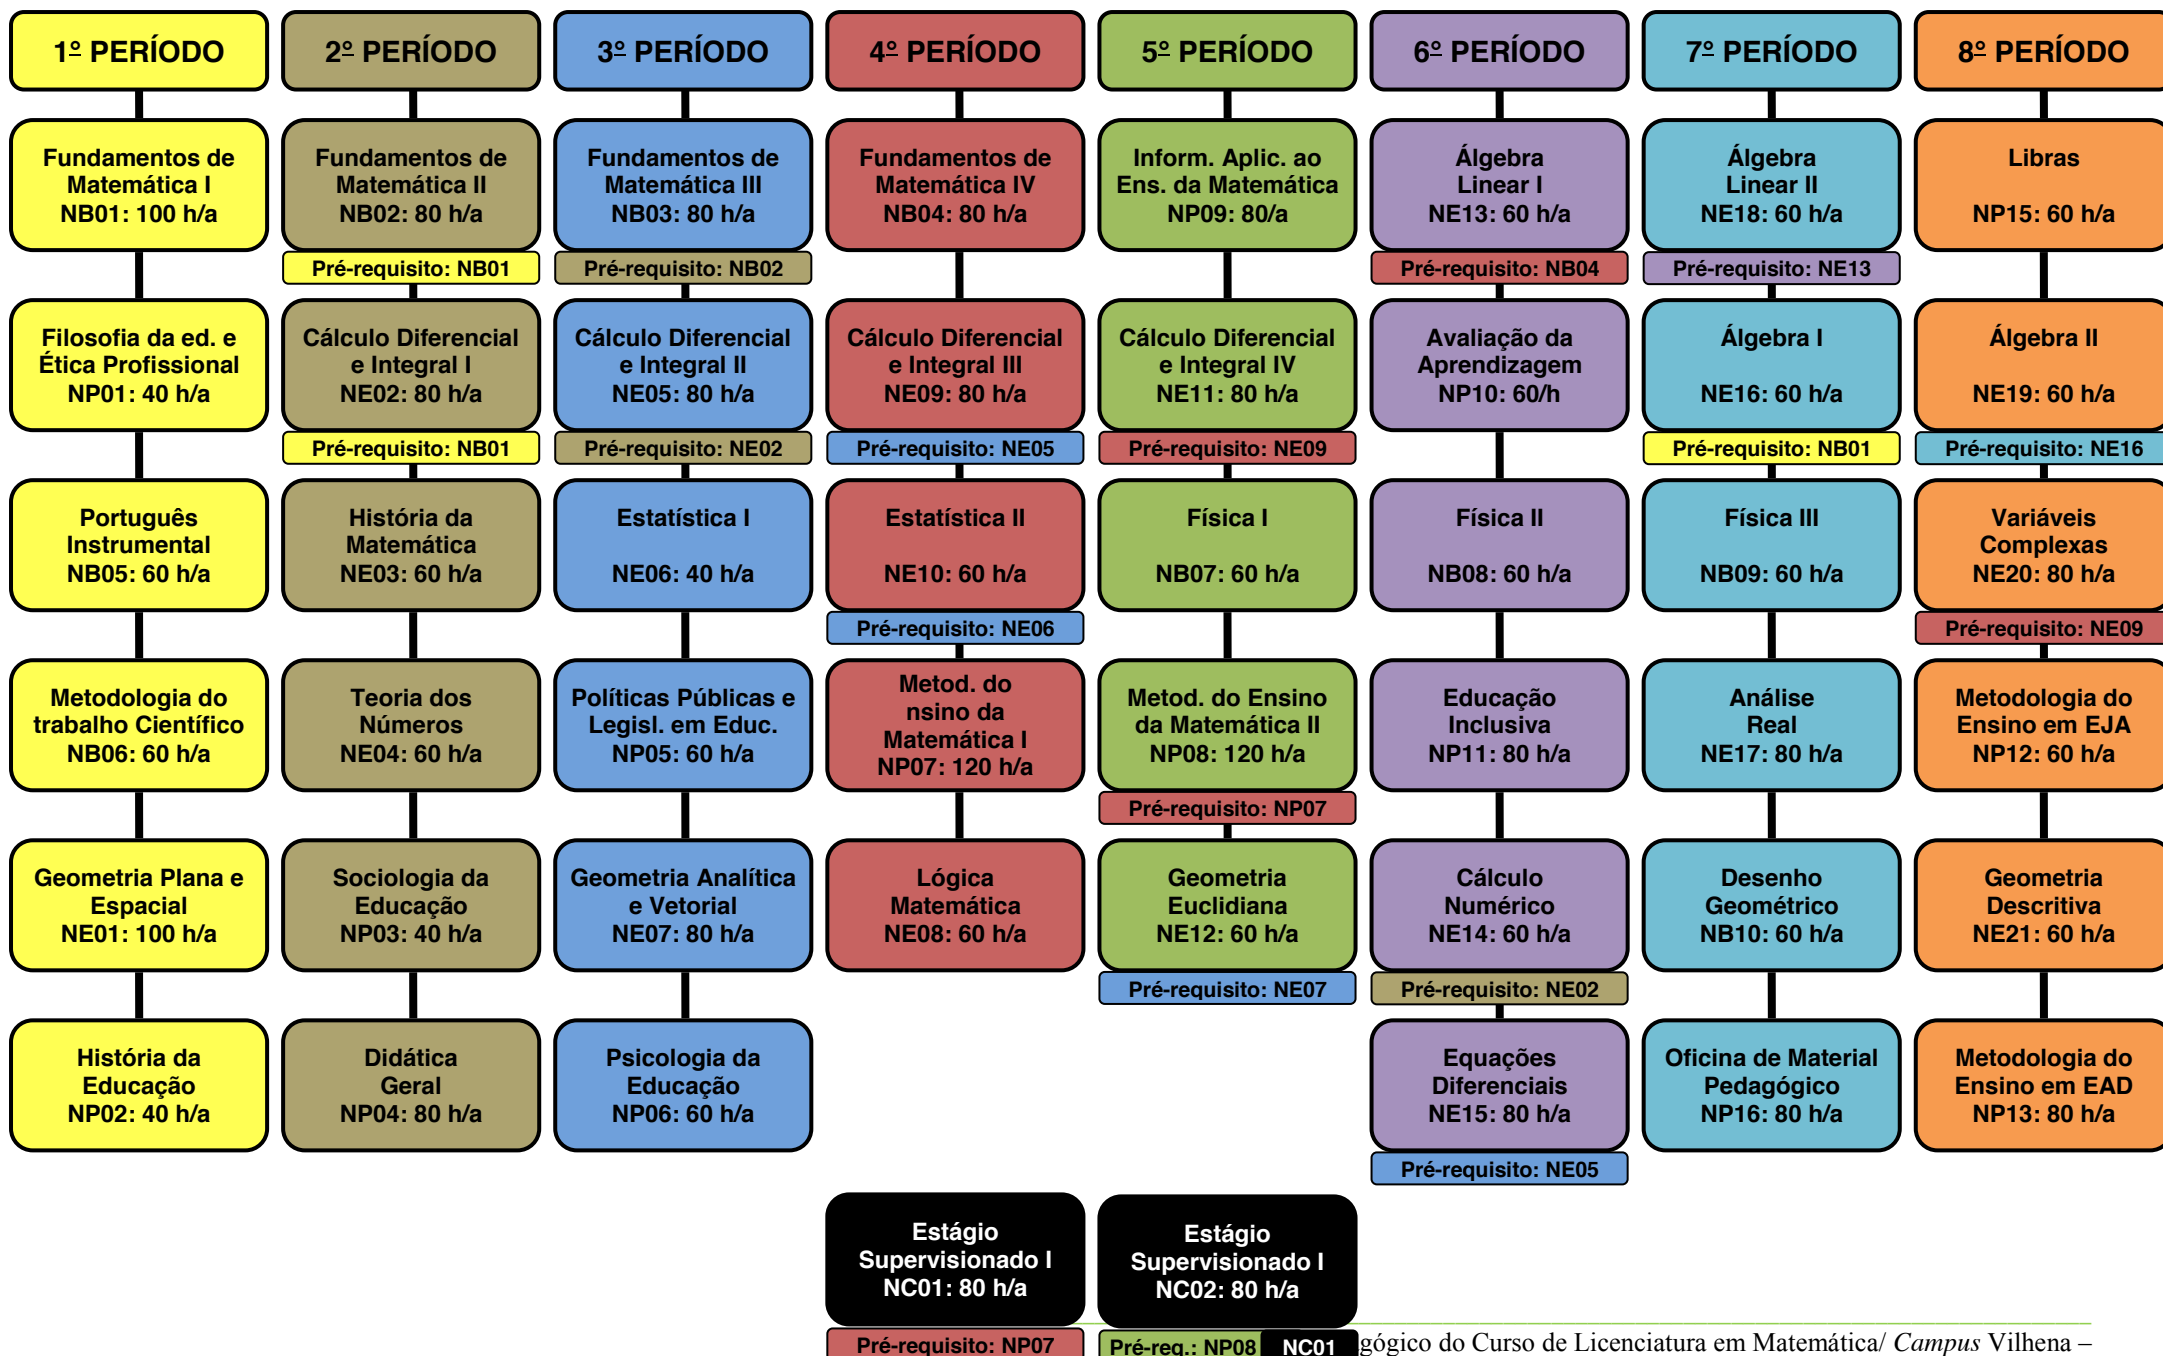 1º PERÍODO
Fundamentos de
Matemática I
NB01: 100 h/a
Filosofia da ed. e
Ética Profissional
NP01: 40 h/a
Português
Instrumental
NB05: 60 h/a
Metodologia do
trabalho Científico
NB06: 60 h/a
Geometria Plana e
Espacial
NE01: 100 h/a
História da
Educação
NP02: 40 h/a
2º PERÍODO
Fundamentos de
Matemática II
NB02: 80 h/a
Pré-requisito: NB01
Cálculo Diferencial
e Integral I
NE02: 80 h/a
Pré-requisito: NB01
História da
Matemática
NE03: 60 h/a
Teoria dos
Números
NE04: 60 h/a
Sociologia da
Educação
NP03: 40 h/a
Didática
Geral
NP04: 80 h/a
3º PERÍODO
Fundamentos de
Matemática III
NB03: 80 h/a
Pré-requisito: NB02
Cálculo Diferencial
e Integral II
NE05: 80 h/a
Pré-requisito: NE02
Estatística I
NE06: 40 h/a
Políticas Públicas e
Legisl. em Educ.
NP05: 60 h/a
Geometria Analítica
e Vetorial
NE07: 80 h/a
Psicologia da
Educação
NP06: 60 h/a
4º PERÍODO
Fundamentos de
Matemática IV
NB04: 80 h/a
Cálculo Diferencial
e Integral III
NE09: 80 h/a
Pré-requisito: NE05
Estatística II
NE10: 60 h/a
Pré-requisito: NE06
Metod. do
nsino da
Matemática I
NP07: 120 h/a
Lógica
Matemática
NE08: 60 h/a
Estágio
Supervisionado I
NC01: 80 h/a
Pré-requisito: NP07
5º PERÍODO
Inform. Aplic. ao
Ens. da Matemática
NP09: 80/a
Cálculo Diferencial
e Integral IV
NE11: 80 h/a
Pré-requisito: NE09
Física I
NB07: 60 h/a
Metod. do Ensino
da Matemática II
NP08: 120 h/a
Pré-requisito: NP07
Geometria
Euclidiana
NE12: 60 h/a
Pré-requisito: NE07
Estágio
Supervisionado I
NC02: 80 h/a
Pré-req.: NP08 NC01
6º PERÍODO
Álgebra
Linear I
NE13: 60 h/a
Pré-requisito: NB04
Avaliação da
Aprendizagem
NP10: 60/h
Física II
NB08: 60 h/a
Educação
Inclusiva
NP11: 80 h/a
Cálculo
Numérico
NE14: 60 h/a
Pré-requisito: NE02
Equações
Diferenciais
NE15: 80 h/a
Pré-requisito: NE05
7º PERÍODO
Álgebra
Linear II
NE18: 60 h/a
Pré-requisito: NE13
Álgebra I
NE16: 60 h/a
Pré-requisito: NB01
Física III
NB09: 60 h/a
Análise
Real
NE17: 80 h/a
Desenho
Geométrico
NB10: 60 h/a
Oficina de Material
Pedagógico
NP16: 80 h/a
8º PERÍODO
Libras
NP15: 60 h/a
Álgebra II
NE19: 60 h/a
Pré-requisito: NE16
Variáveis
Complexas
NE20: 80 h/a
Pré-requisito: NE09
Metodologia do
Ensino em EJA
NP12: 60 h/a
Geometria
Descritiva
NE21: 60 h/a
Metodologia do
Ensino em EAD
NP13: 80 h/a
gógico do Curso de Licenciatura em Matemática/ Campus Vilhena –